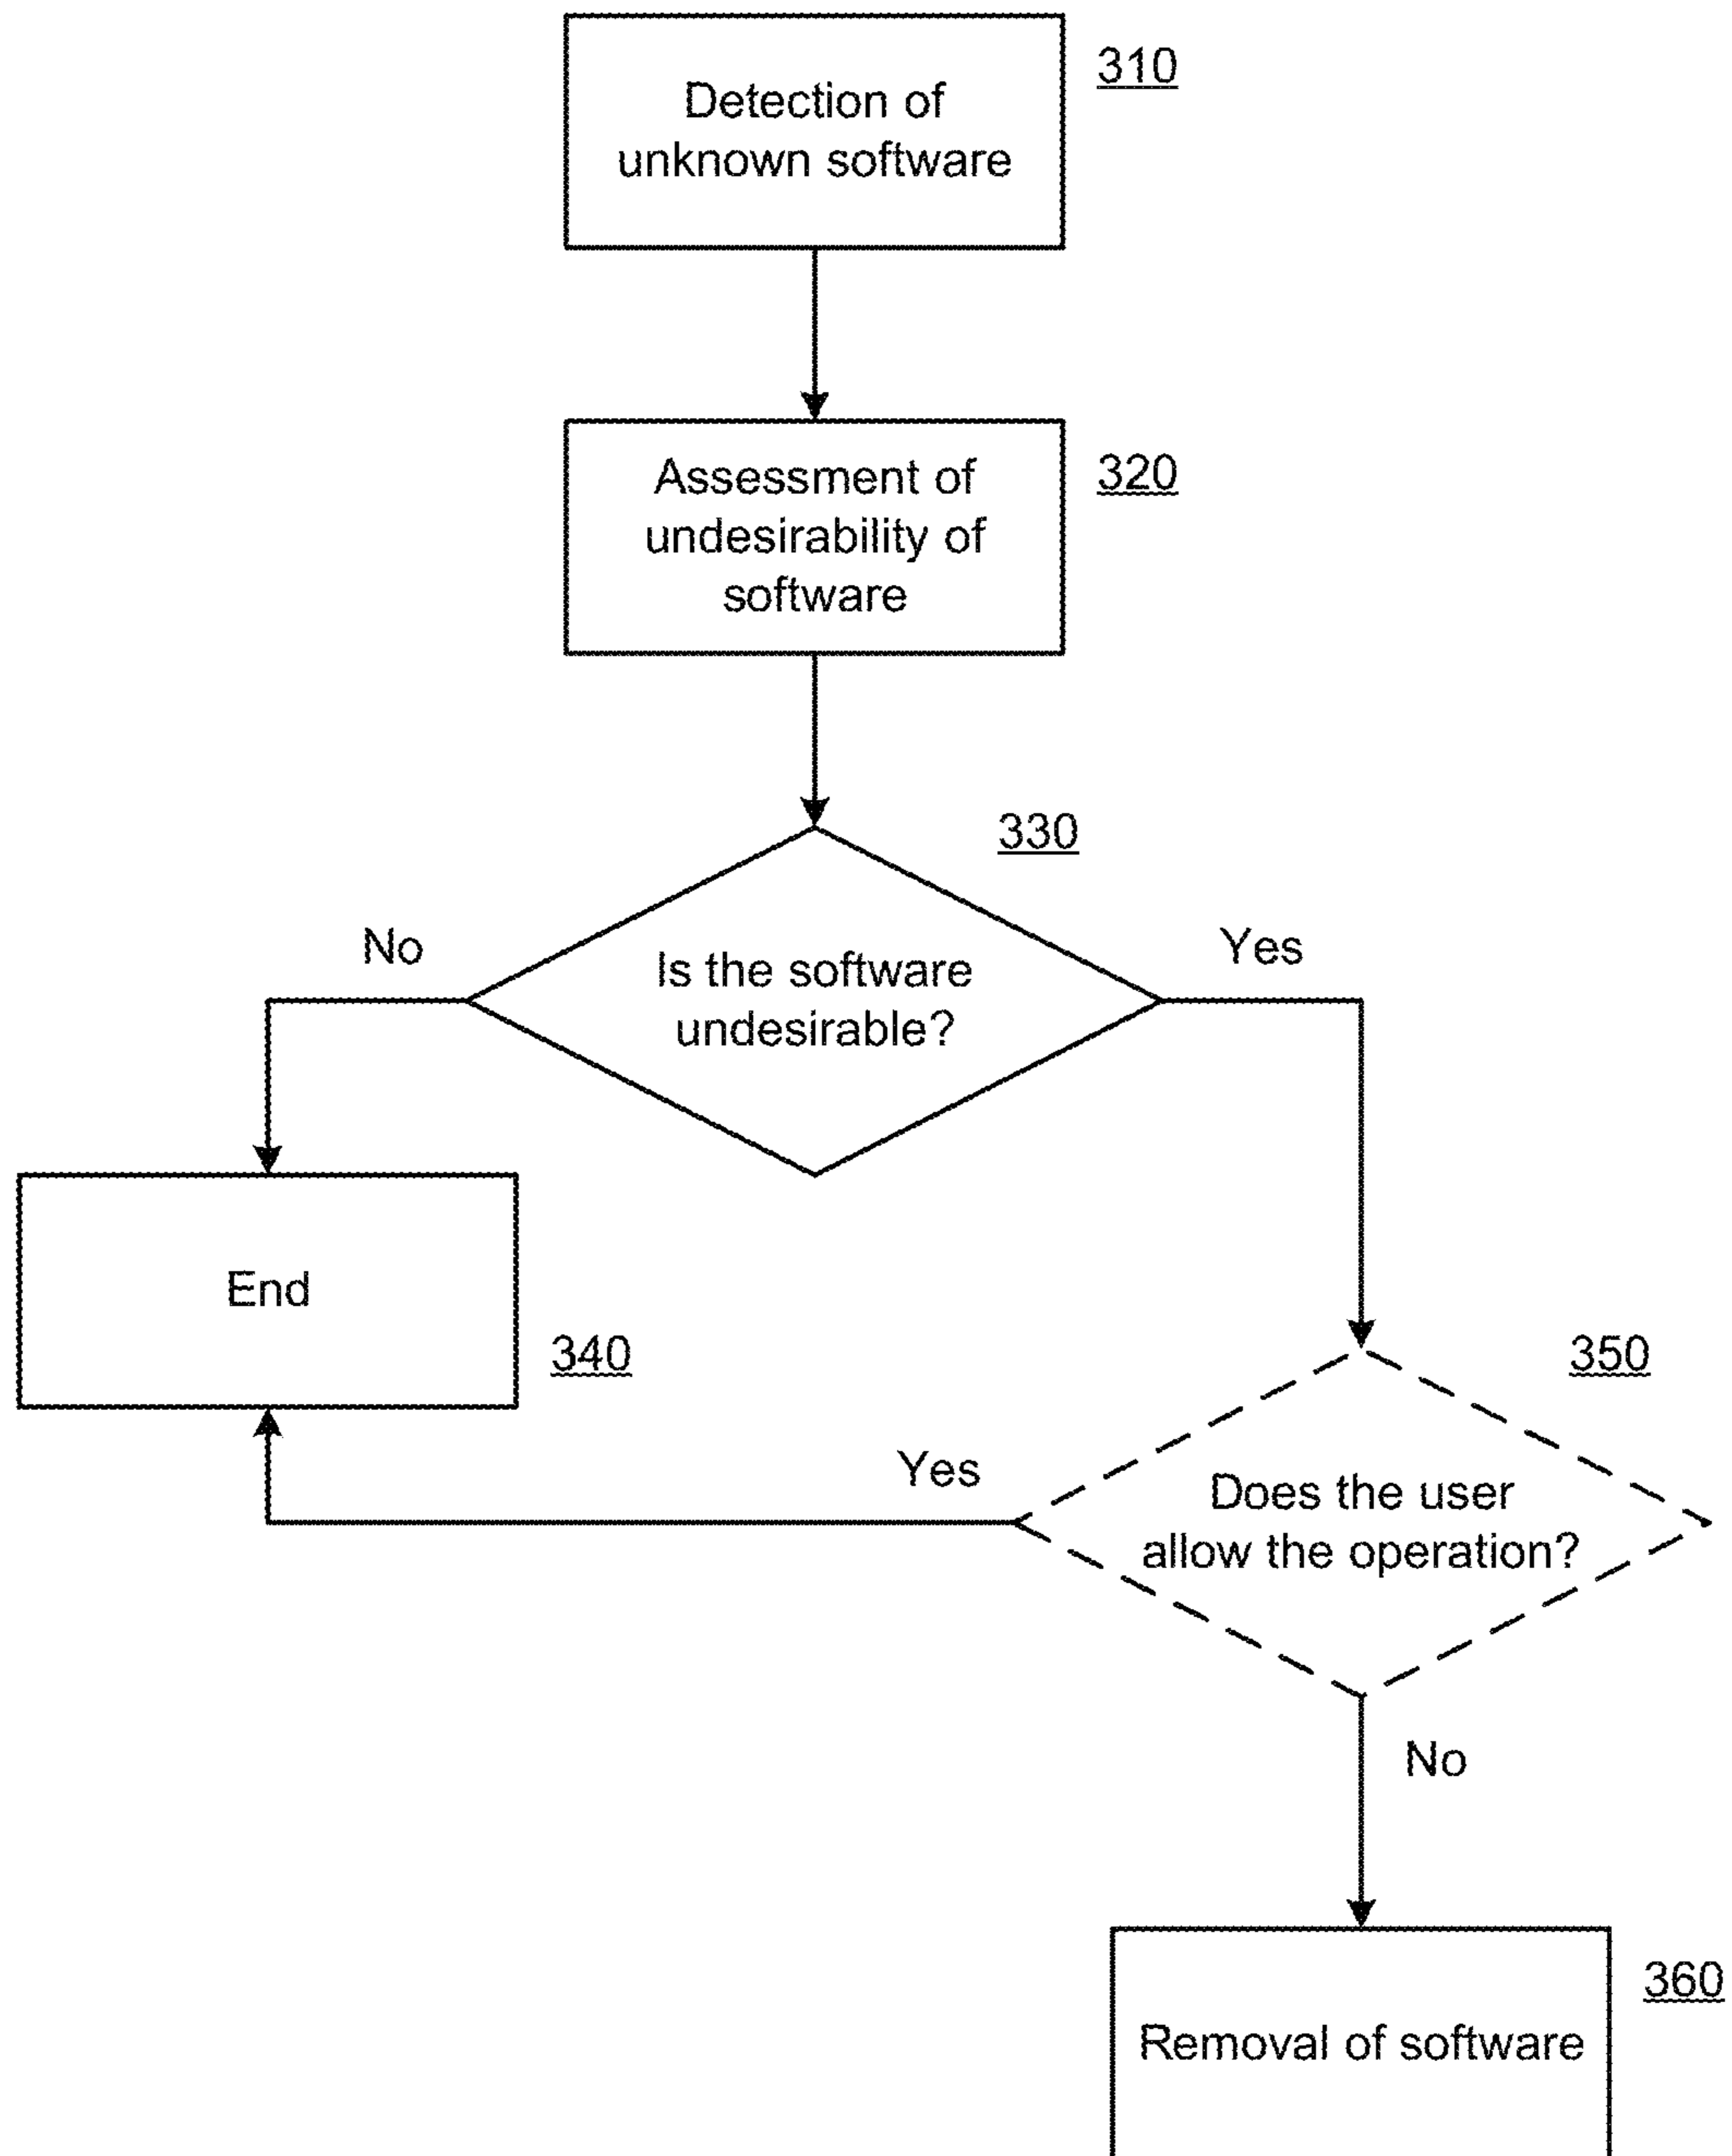 Detection of
unknown software
310
Assessment of
undesirability of
software
320
330
No
Is the software
undesirable?
Yes
End
340
350
Yes
Does the user
allow the operation?
No
360
Removal of software